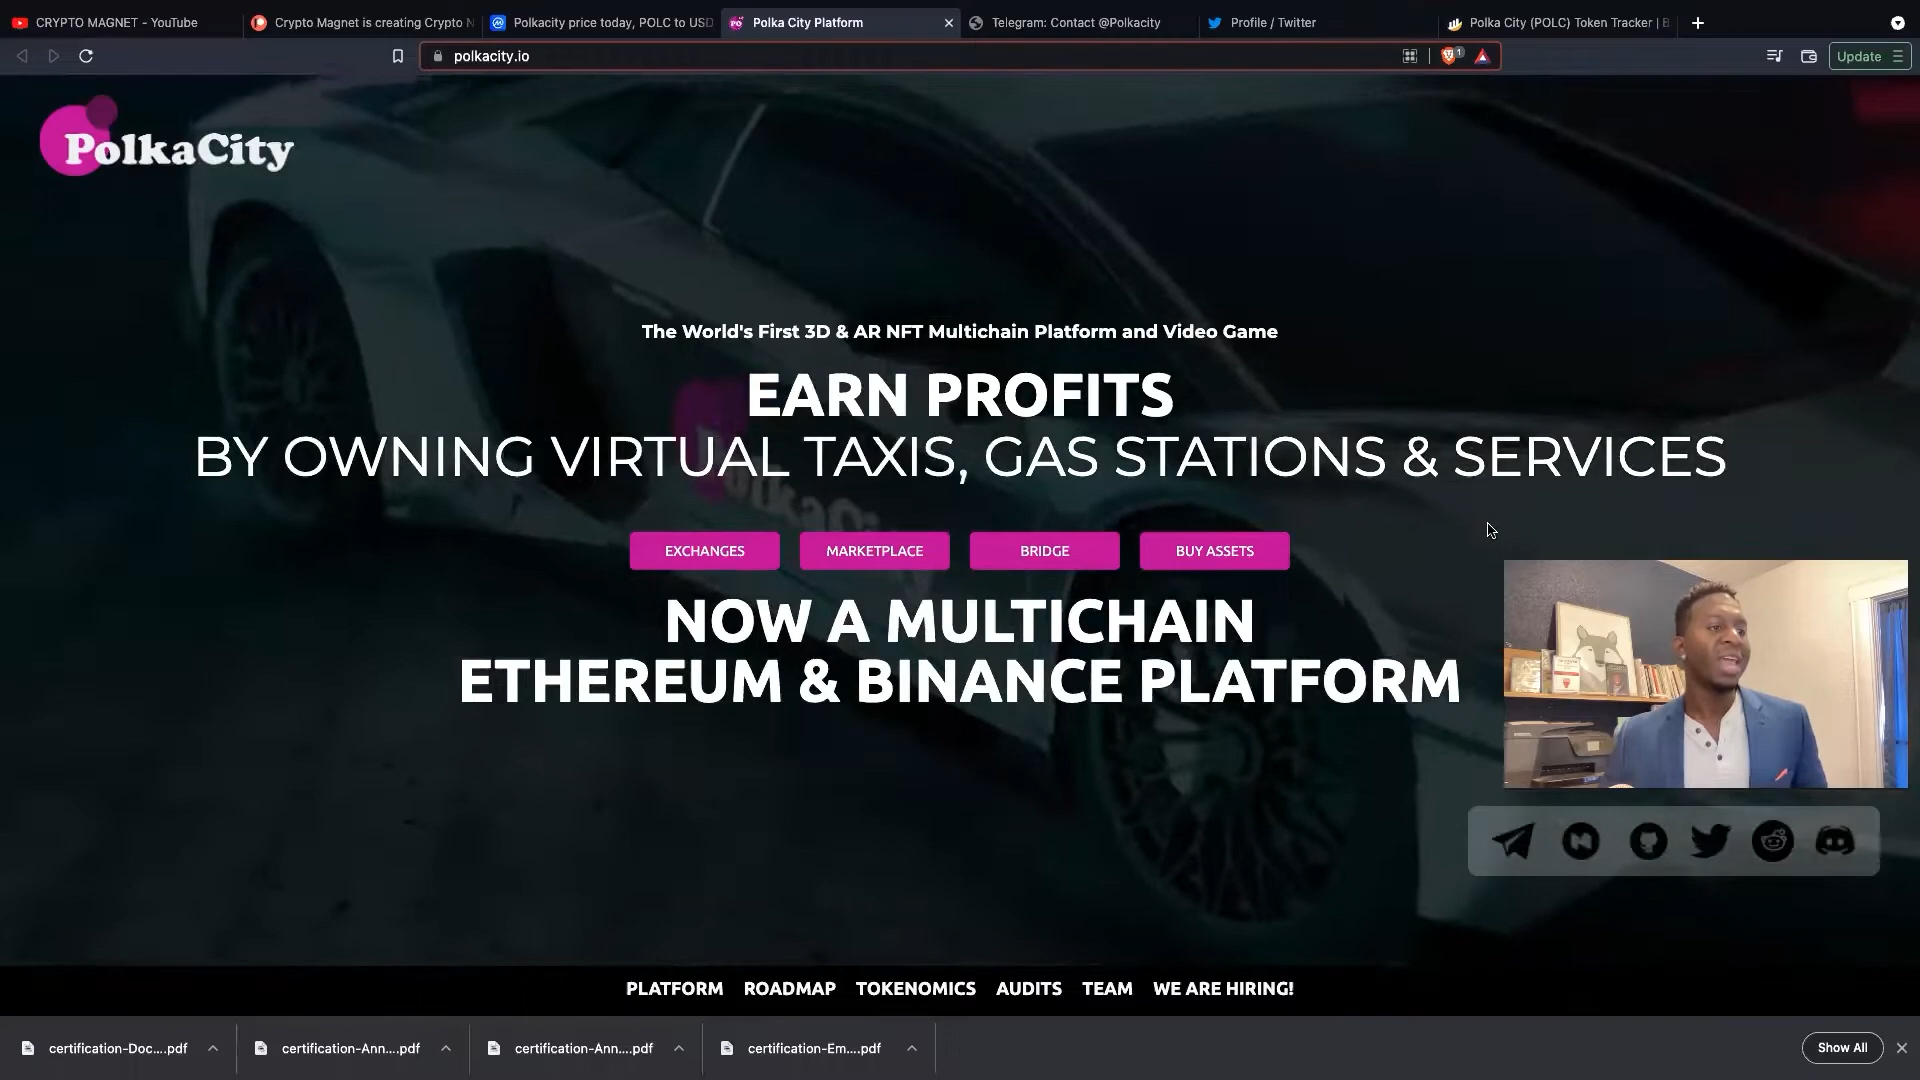 CRYPTO MAGNET - YouTube
Crypto Magnet is creating Crypto N
Polkacity price today, POLC to USD
Polka City Platform
Telegram: Contact @Polkacity
Profile / Twitter
Polka City (POLC) Token Tracker | B
polkacity.io
1
Update
PolkaCity
The World's First 3D & AR NFT Multichain Platform and Video Game
EARN PROFITS
BY OWNING VIRTUAL TAXIS, GAS STATIONS & SERVICES
EXCHANGES
MARKETPLACE
BRIDGE
BUY ASSETS
NOW A MULTICHAIN
ETHEREUM & BINANCE PLATFORM
PLATFORM
ROADMAP
TOKENOMICS
AUDITS
TEAM
WE ARE HIRING!
certification-Doc....pdf
certification-Ann....pdf
certification-Ann....pdf
certification-Em....pdf
Show All